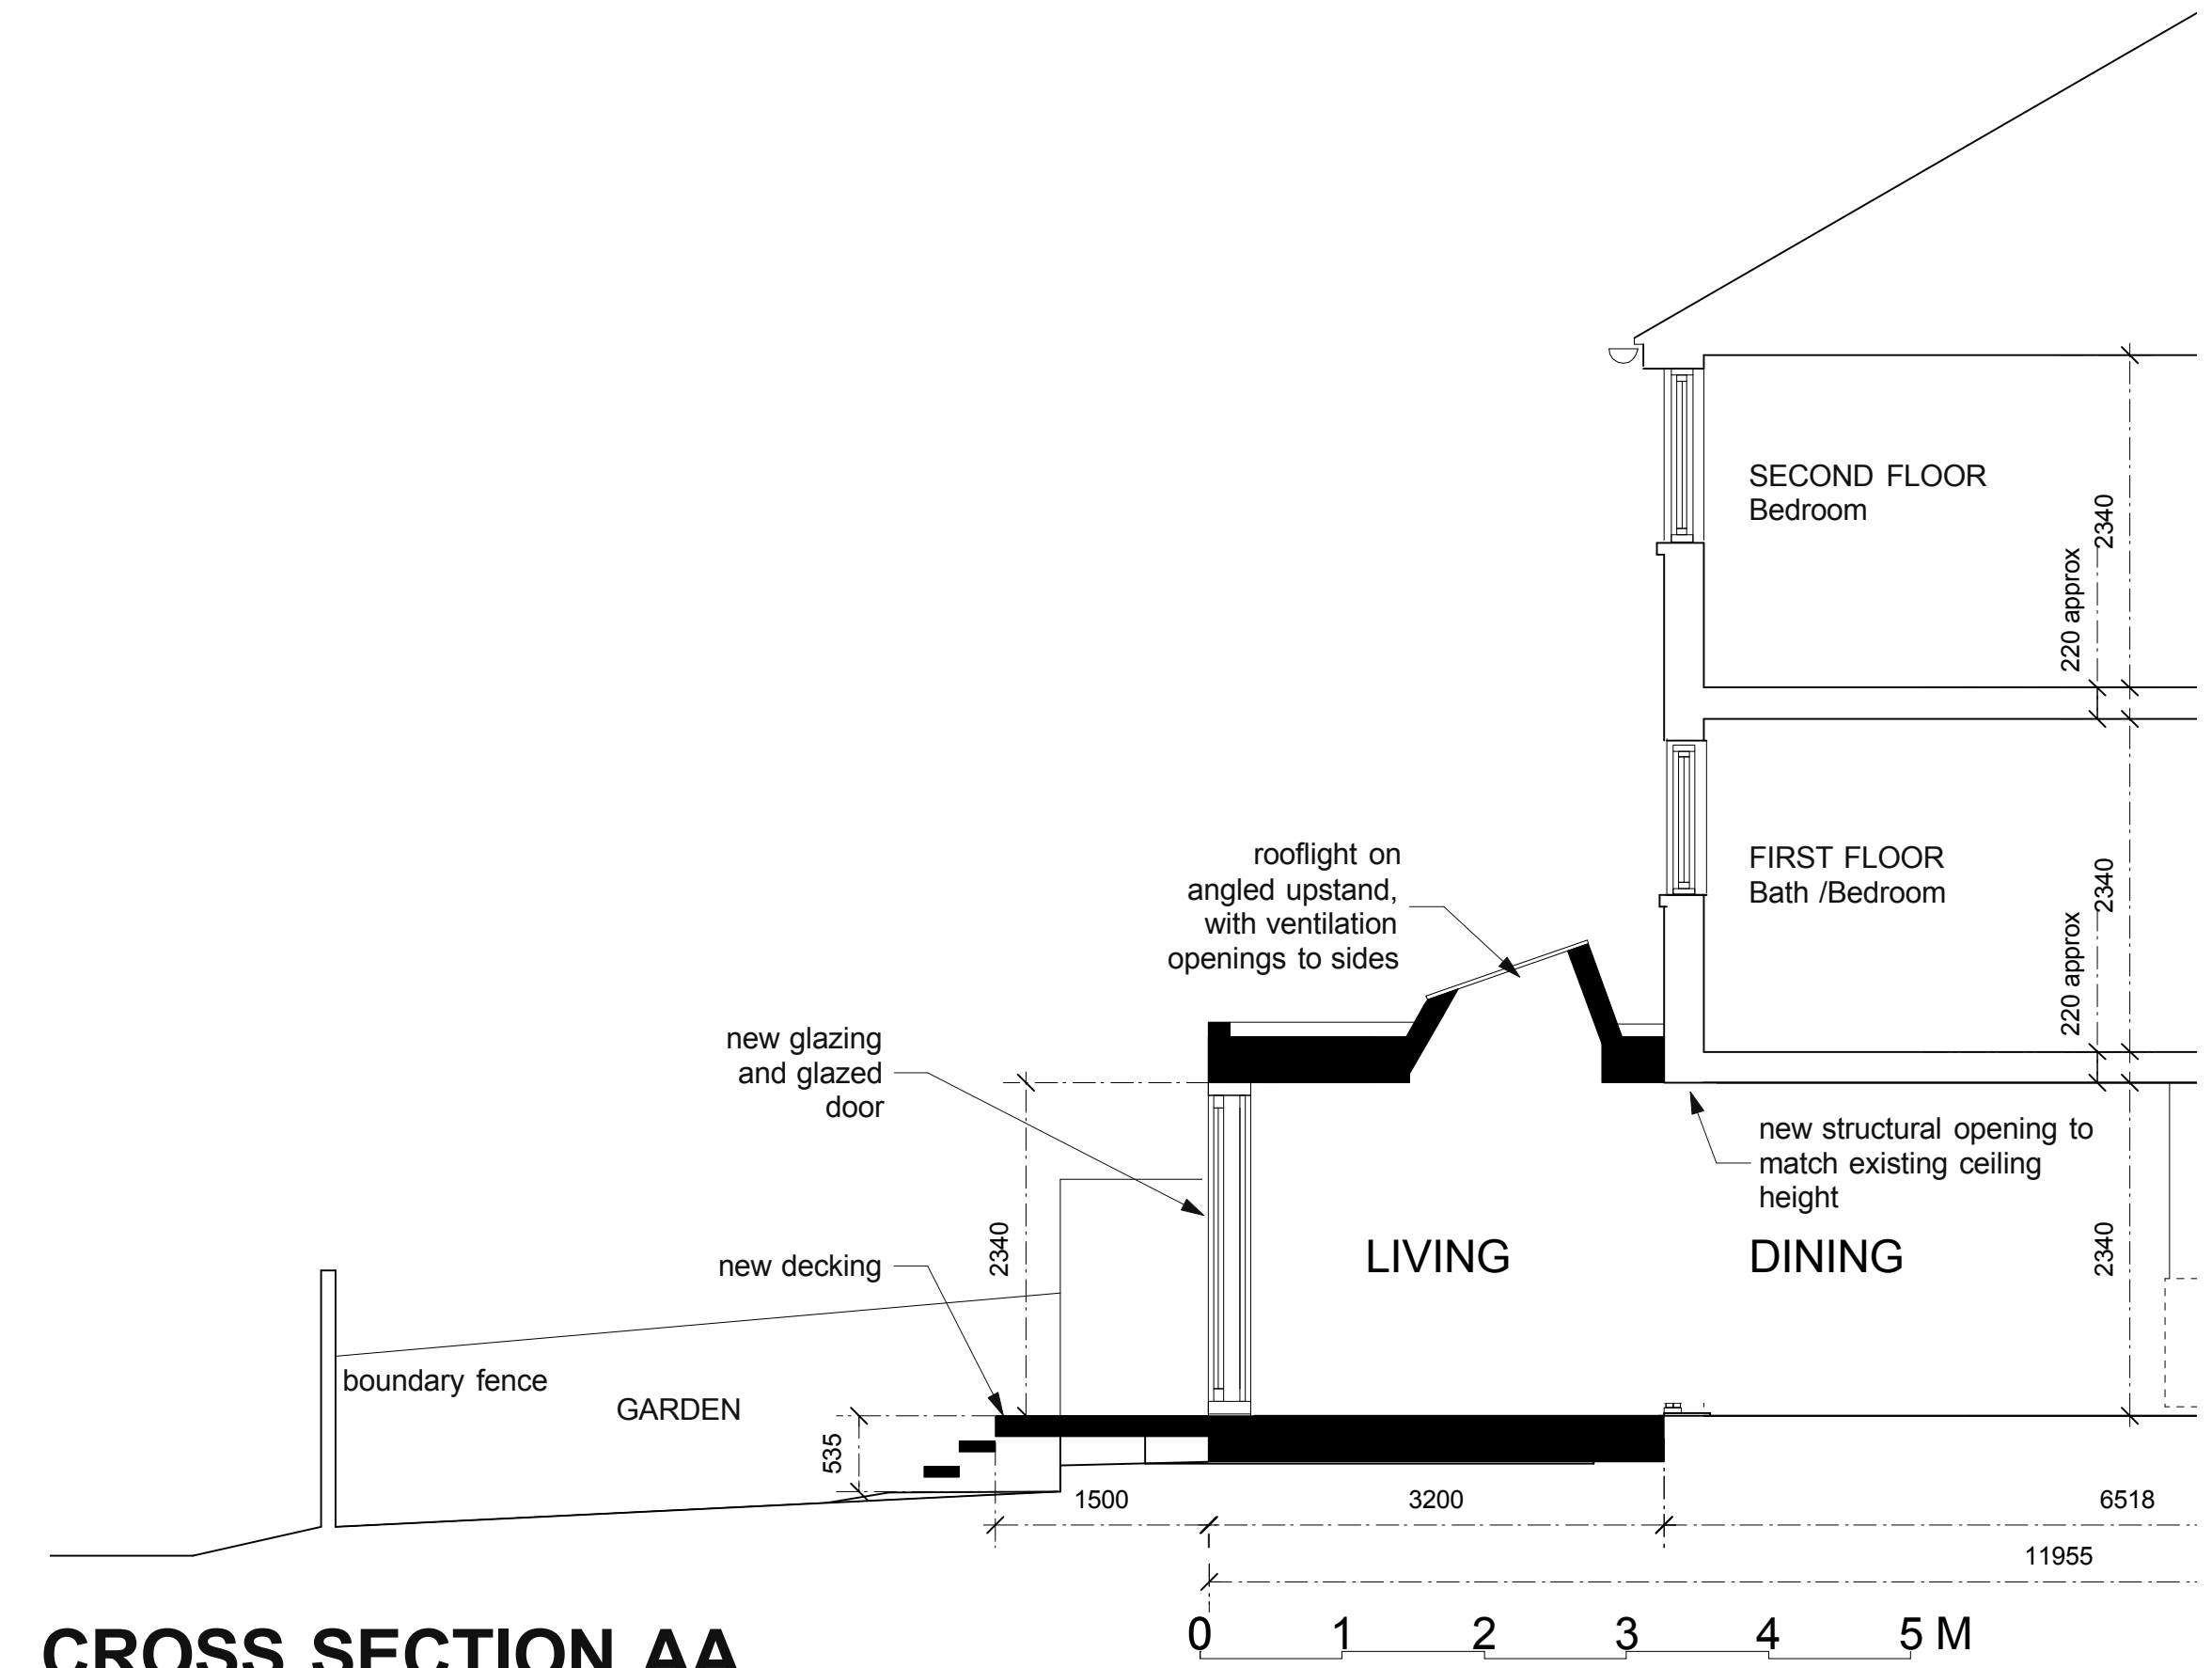 SECOND FLOOR
Bedroom
2340
220 approx
FIRST FLOOR
Bath /Bedroom
2340
220 approx
rooflight on
angled upstand,
with ventilation
openings to sides
new glazing
and glazed
door
new structural opening to
match existing ceiling
height
LIVING
DINING
2340
2340
new decking
boundary fence
GARDEN
535
1500
3200
6518
11955
0 1 2 3 4 5 M
CROSS SECTION AA